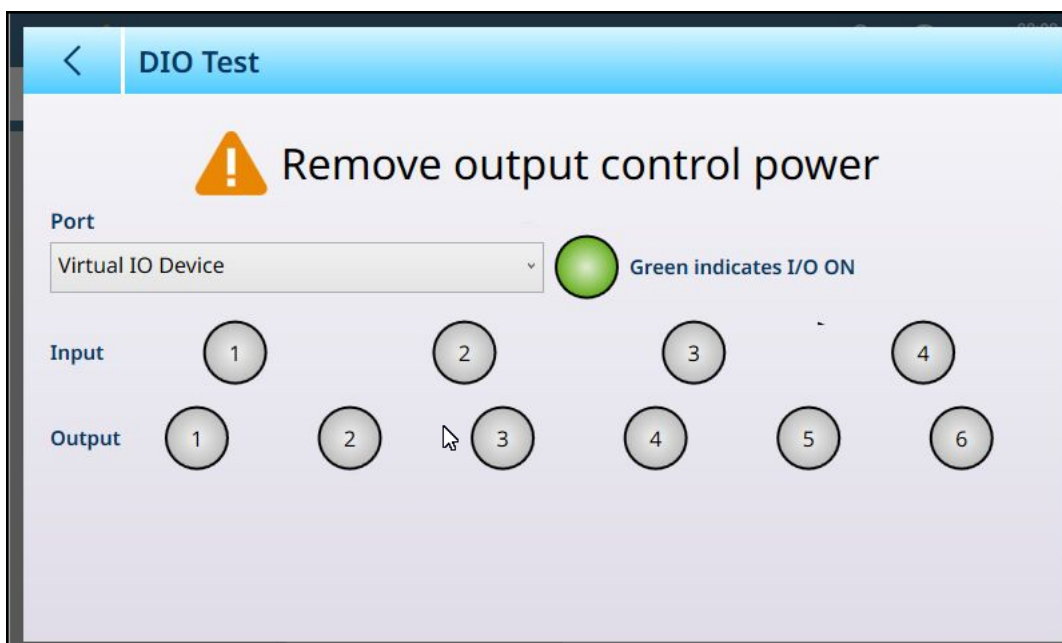 DIO Test
Remove output control power
Port
Virtual IO Device
Green indicates I/O ON
Input 1 2 3 4
Output 1 2 3 4 5 6